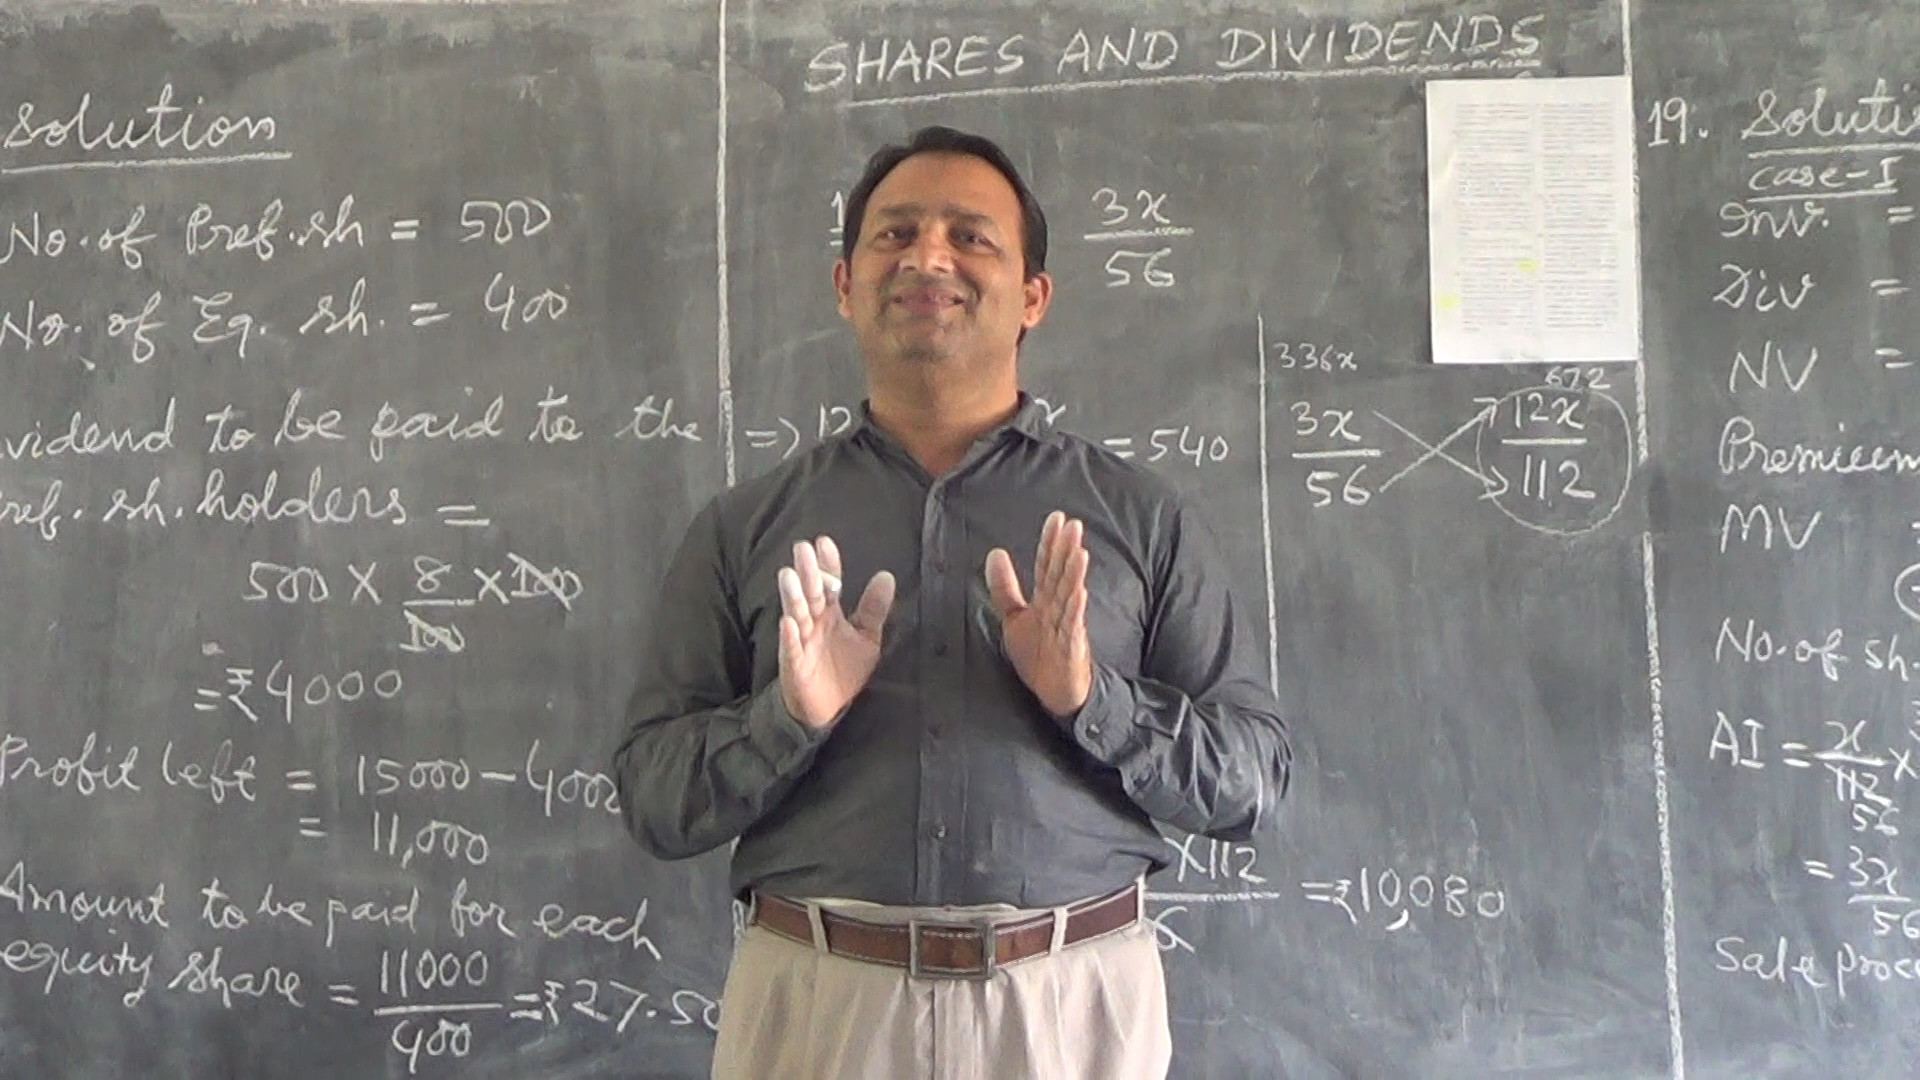 SHARES AND DIVIDENDS
Solution
No. of Pref. sh = 500
No. of Eq. sh. = 400
vidend to be paid to the
ref. sh. holders =
500 X 8/100 X 100
= ₹4000
Profit left = 15000 - 4000
= 11,000
Amount to be paid for each
equity share = 11000/400 = ₹27.50
3x/56
=> 12
= 540
X112
= ₹10,080
336x
672
3x/56
12x/112
19. Soluti
case-I
Inv. =
Div =
NV =
Premium
MV
No. of sh.
AI = x/112 X
56
= 3x/56
Sale proce